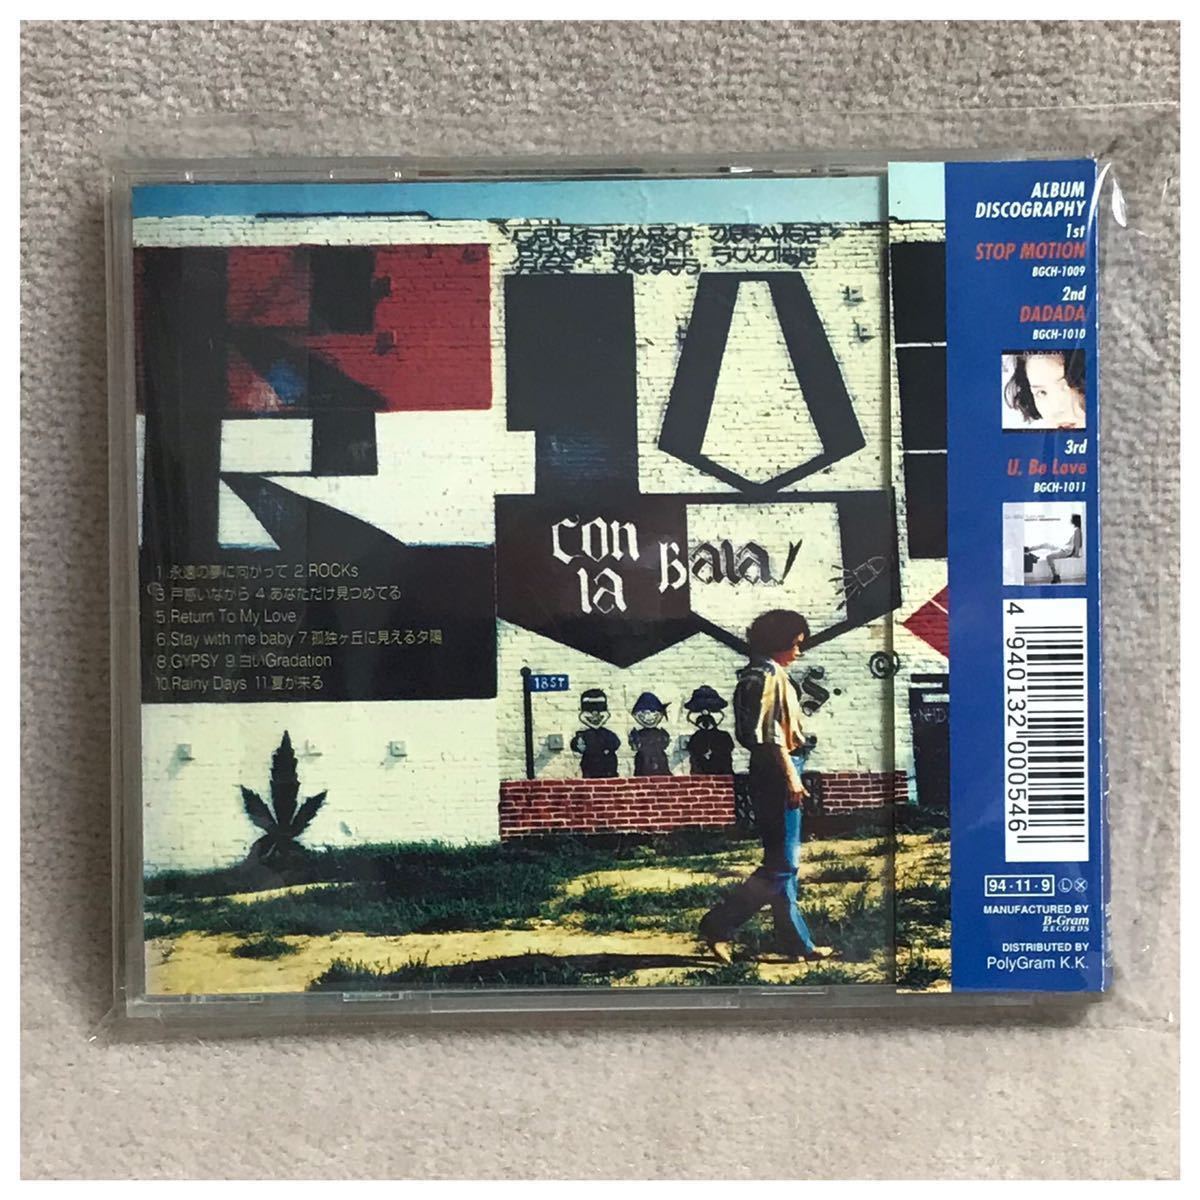 1.永遠の夢に向かって 2.ROCKs
3.戸惑いながら 4.あなただけ見つめてる
5.Return To My Love
6.Stay with me baby 7.孤独ヶ丘に見える夕陽
8.GYPSY 9.白いGradation
10.Rainy Days 11.夏が来る
con
la Bala!
18 ST
S.
©
ALBUM
DISCOGRAPHY
1st
STOP MOTION
BGCH-1009
2nd
DADADA
BGCH-1010
3rd
U. Be Love
BGCH-1011
4 940132 000546
94・11・9 Ⓛ Ⓧ
MANUFACTURED BY
B-Gram
RECORDS
DISTRIBUTED BY
PolyGram K.K.